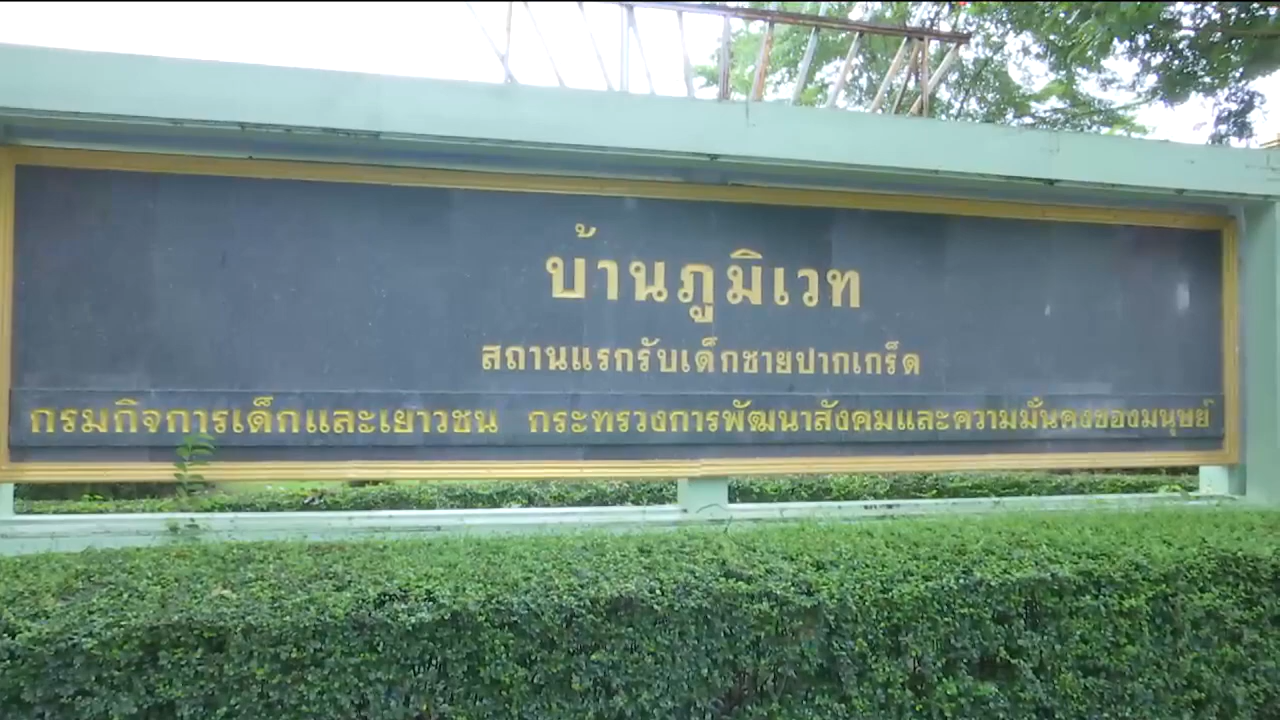 บ้านภูมิเวท
สถานแรกรับเด็กชายปากเกร็ด
กรมกิจการเด็กและเยาวชน กระทรวงการพัฒนาสังคมและความมั่นคงของมนุษย์